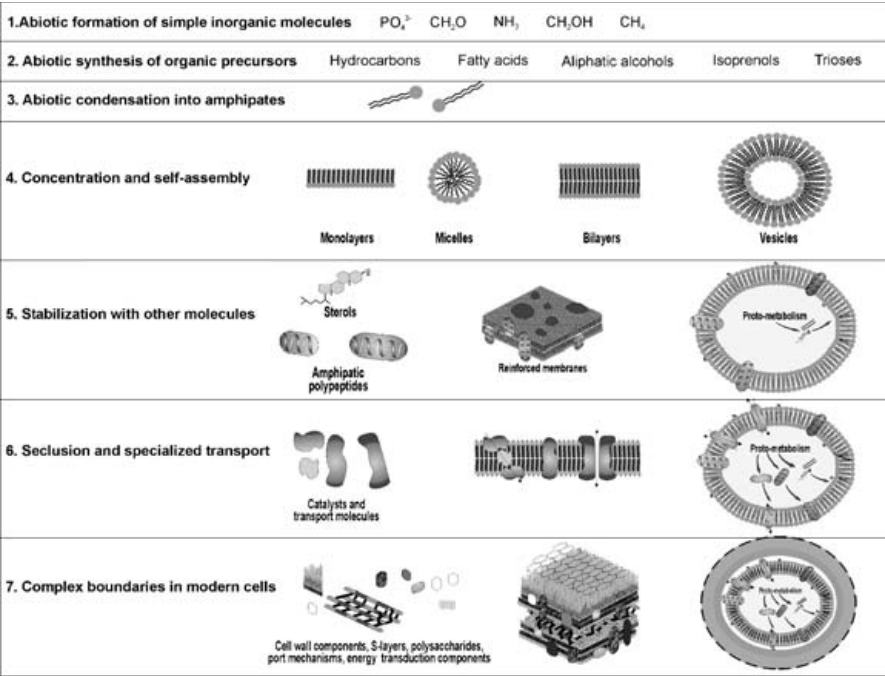 1.Abiotic formation of simple inorganic molecules PO₄³⁻ CH₂O NH₃ CH₃OH CH₄
2. Abiotic synthesis of organic precursors Hydrocarbons Fatty acids Aliphatic alcohols Isoprenols Trioses
3. Abiotic condensation into amphipates
4. Concentration and self-assembly
Monolayers Micelles Bilayers Vesicles
5. Stabilization with other molecules
Sterols
Proto-metabolism
Amphipatic
polypeptides
Reinforced membranes
6. Seclusion and specialized transport
Proto-metabolism
Catalysts and
transport molecules
7. Complex boundaries in modern cells
Proto-metabolism
Cell wall components, S-layers, polysaccharides,
port mechanisms, energy transduction components